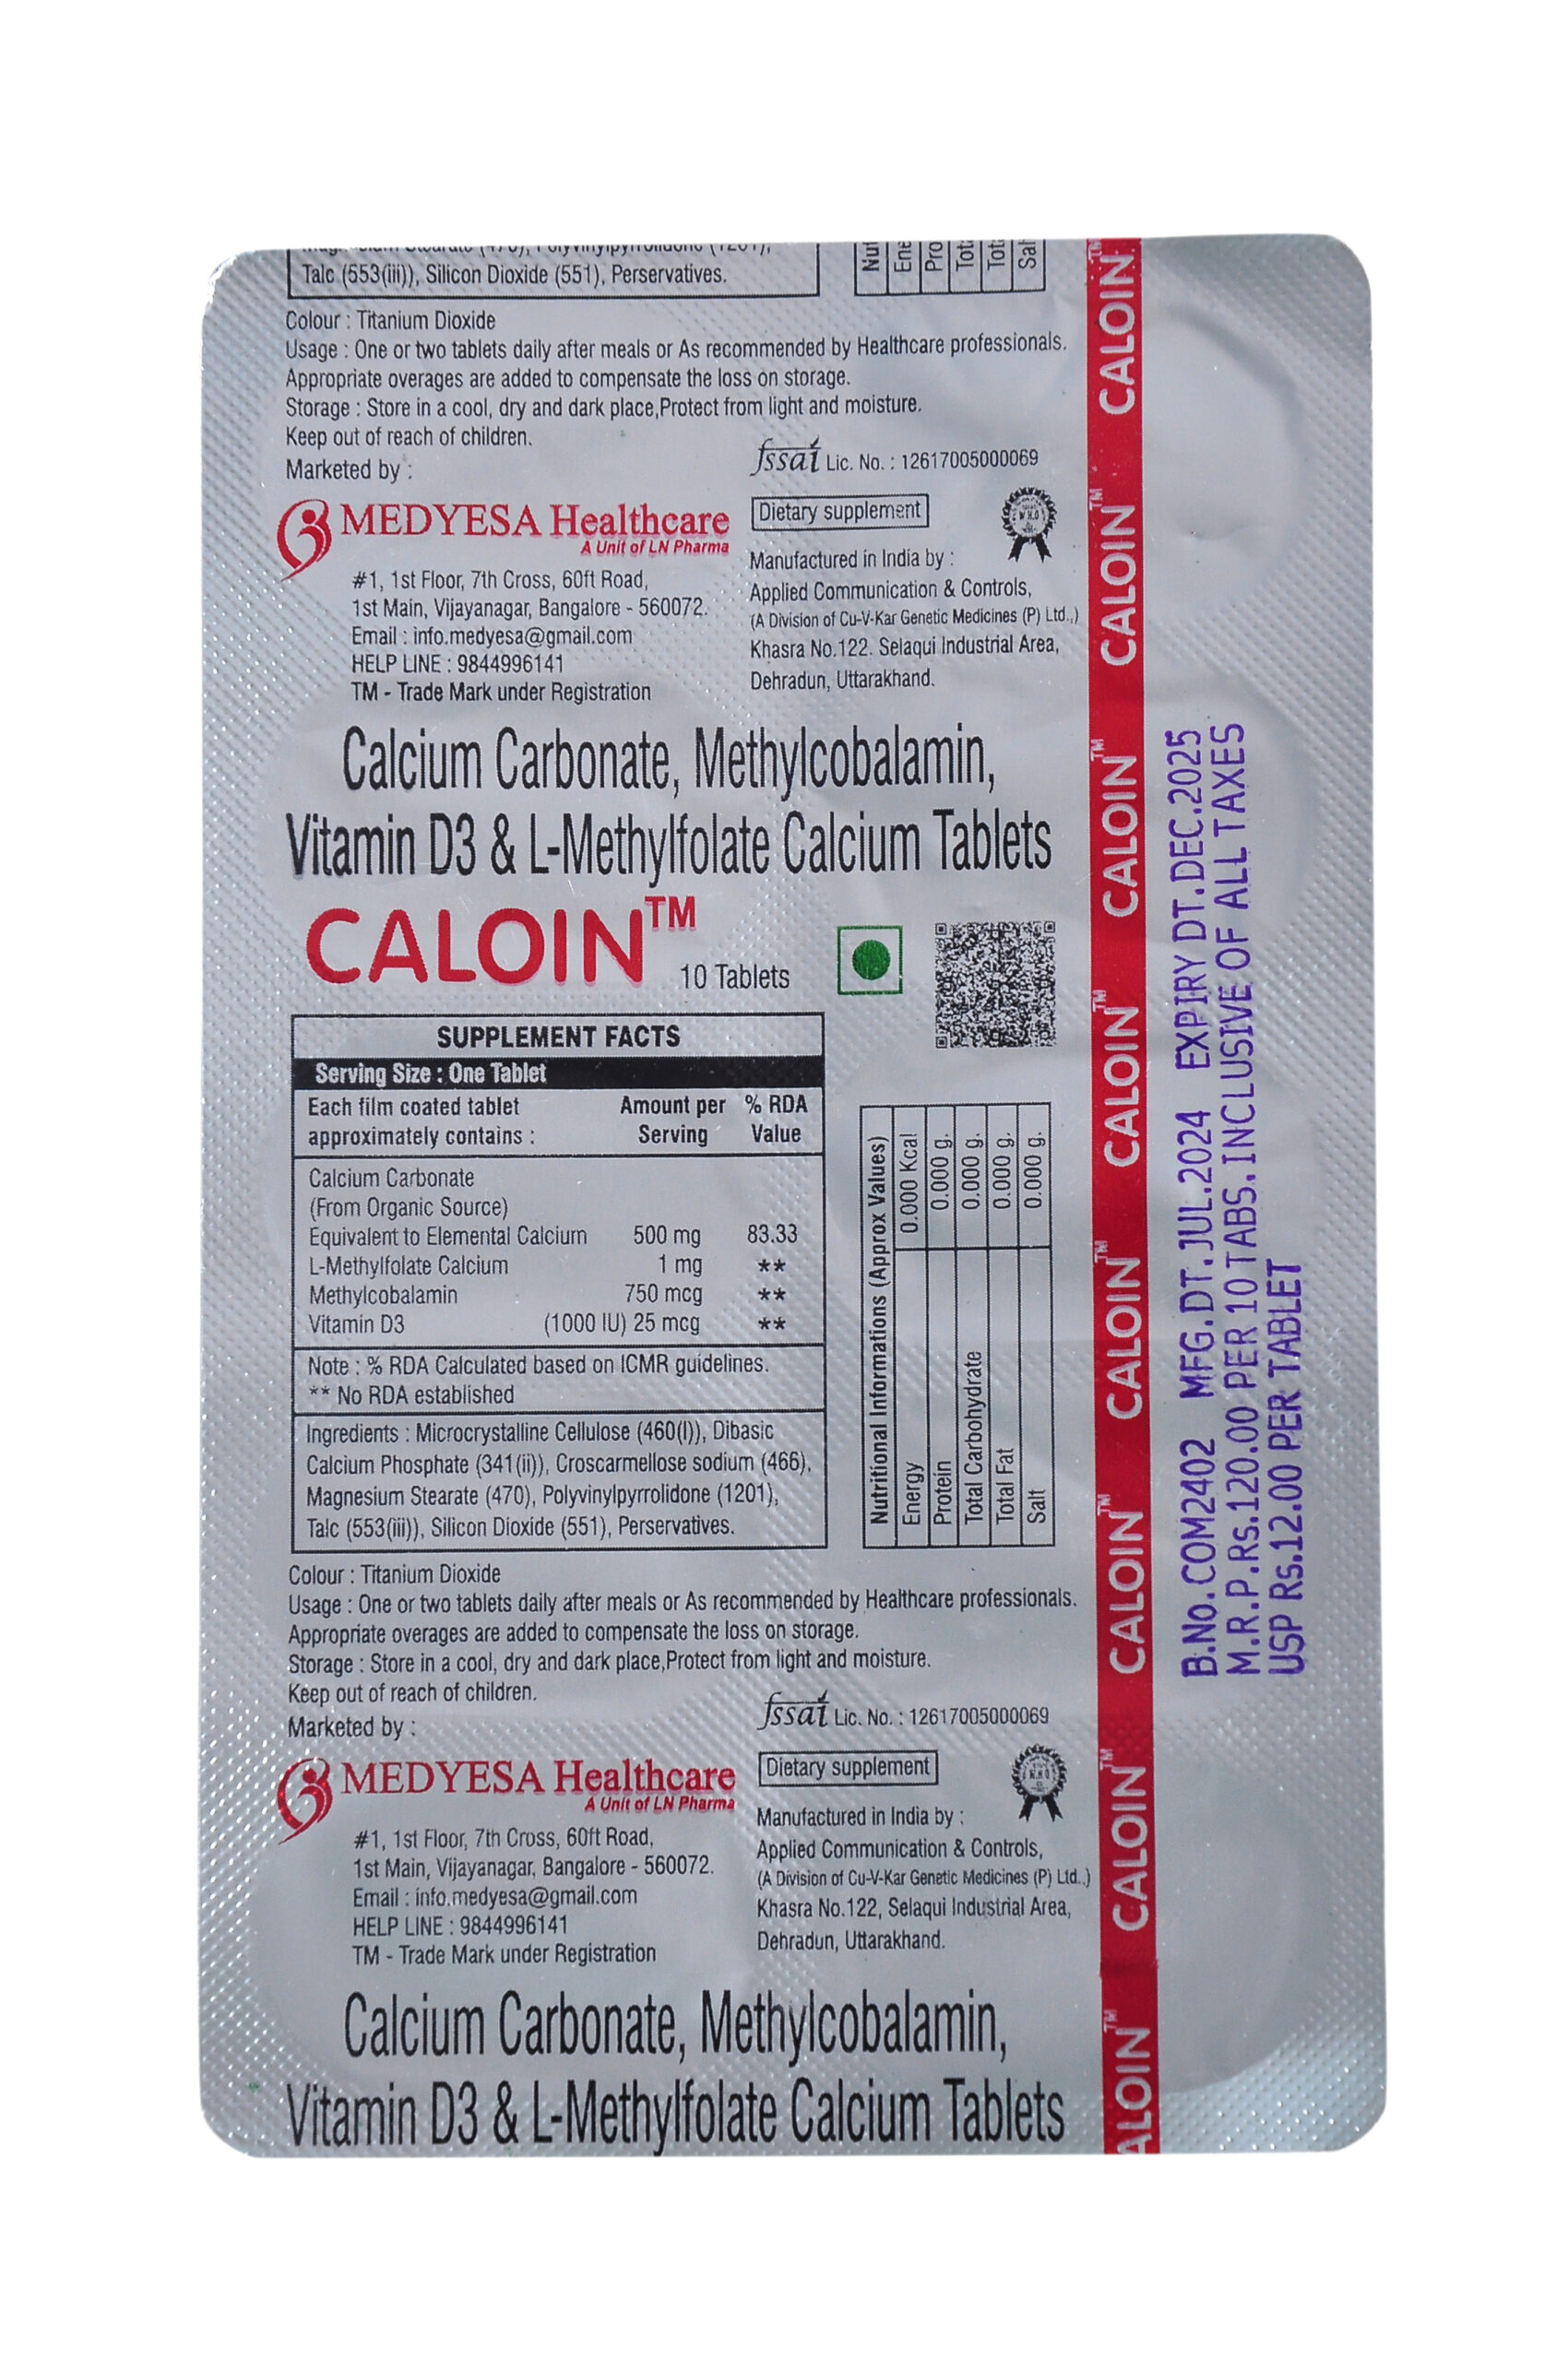 Talc (553(iii)), Silicon Dioxide (551), Perservatives.
Colour : Titanium Dioxide
Usage : One or two tablets daily after meals or As recommended by Healthcare professionals.
Appropriate overages are added to compensate the loss on storage.
Storage : Store in a cool, dry and dark place,Protect from light and moisture.
Keep out of reach of children.
Marketed by :
MEDYESA Healthcare
A Unit of LN Pharma
#1, 1st Floor, 7th Cross, 60ft Road,
1st Main, Vijayanagar, Bangalore - 560072.
Email : info.medyesa@gmail.com
HELP LINE : 9844996141
TM - Trade Mark under Registration
fssai Lic. No. : 12617005000069
Dietary supplement
Manufactured in India by :
Applied Communication & Controls,
(A Division of Cu-V-Kar Genetic Medicines (P) Ltd.,)
Khasra No.122. Selaqui Industrial Area,
Dehradun, Uttarakhand.
Calcium Carbonate, Methylcobalamin,
Vitamin D3 & L-Methylfolate Calcium Tablets
CALOIN™
10 Tablets
SUPPLEMENT FACTS
Serving Size : One Tablet
Each film coated tablet Amount per % RDA
approximately contains : Serving Value
Calcium Carbonate
(From Organic Source)
Equivalent to Elemental Calcium 500 mg 83.33
L-Methylfolate Calcium 1 mg **
Methylcobalamin 750 mcg **
Vitamin D3 (1000 IU) 25 mcg **
Note : % RDA Calculated based on ICMR guidelines.
** No RDA established
Ingredients : Microcrystalline Cellulose (460(I)), Dibasic
Calcium Phosphate (341(ii)), Croscarmellose sodium (466),
Magnesium Stearate (470), Polyvinylpyrrolidone (1201),
Talc (553(iii)), Silicon Dioxide (551), Perservatives.
Nutritional Informations (Approx Values)
Energy 0.000 Kcal
Protein 0.000 g.
Total Carbohydrate 0.000 g.
Total Fat 0.000 g.
Salt 0.000 g.
Colour : Titanium Dioxide
Usage : One or two tablets daily after meals or As recommended by Healthcare professionals.
Appropriate overages are added to compensate the loss on storage.
Storage : Store in a cool, dry and dark place,Protect from light and moisture.
Keep out of reach of children.
Marketed by :
MEDYESA Healthcare
A Unit of LN Pharma
#1, 1st Floor, 7th Cross, 60ft Road,
1st Main, Vijayanagar, Bangalore - 560072.
Email : info.medyesa@gmail.com
HELP LINE : 9844996141
TM - Trade Mark under Registration
fssai Lic. No. : 12617005000069
Dietary supplement
Manufactured in India by :
Applied Communication & Controls,
(A Division of Cu-V-Kar Genetic Medicines (P) Ltd.,)
Khasra No.122, Selaqui Industrial Area,
Dehradun, Uttarakhand.
Calcium Carbonate, Methylcobalamin,
Vitamin D3 & L-Methylfolate Calcium Tablets
ALOIN™ CALOIN™ CALOIN™ CALOIN™ CALOIN™ CALOIN™ CALOIN™ CALOIN™
B.No.COM2402 MFG.DT.JUL.2024 EXPIRY DT.DEC.2025
M.R.P.Rs.120.00 PER 10 TABS.INCLUSIVE OF ALL TAXES
USP Rs.12.00 PER TABLET